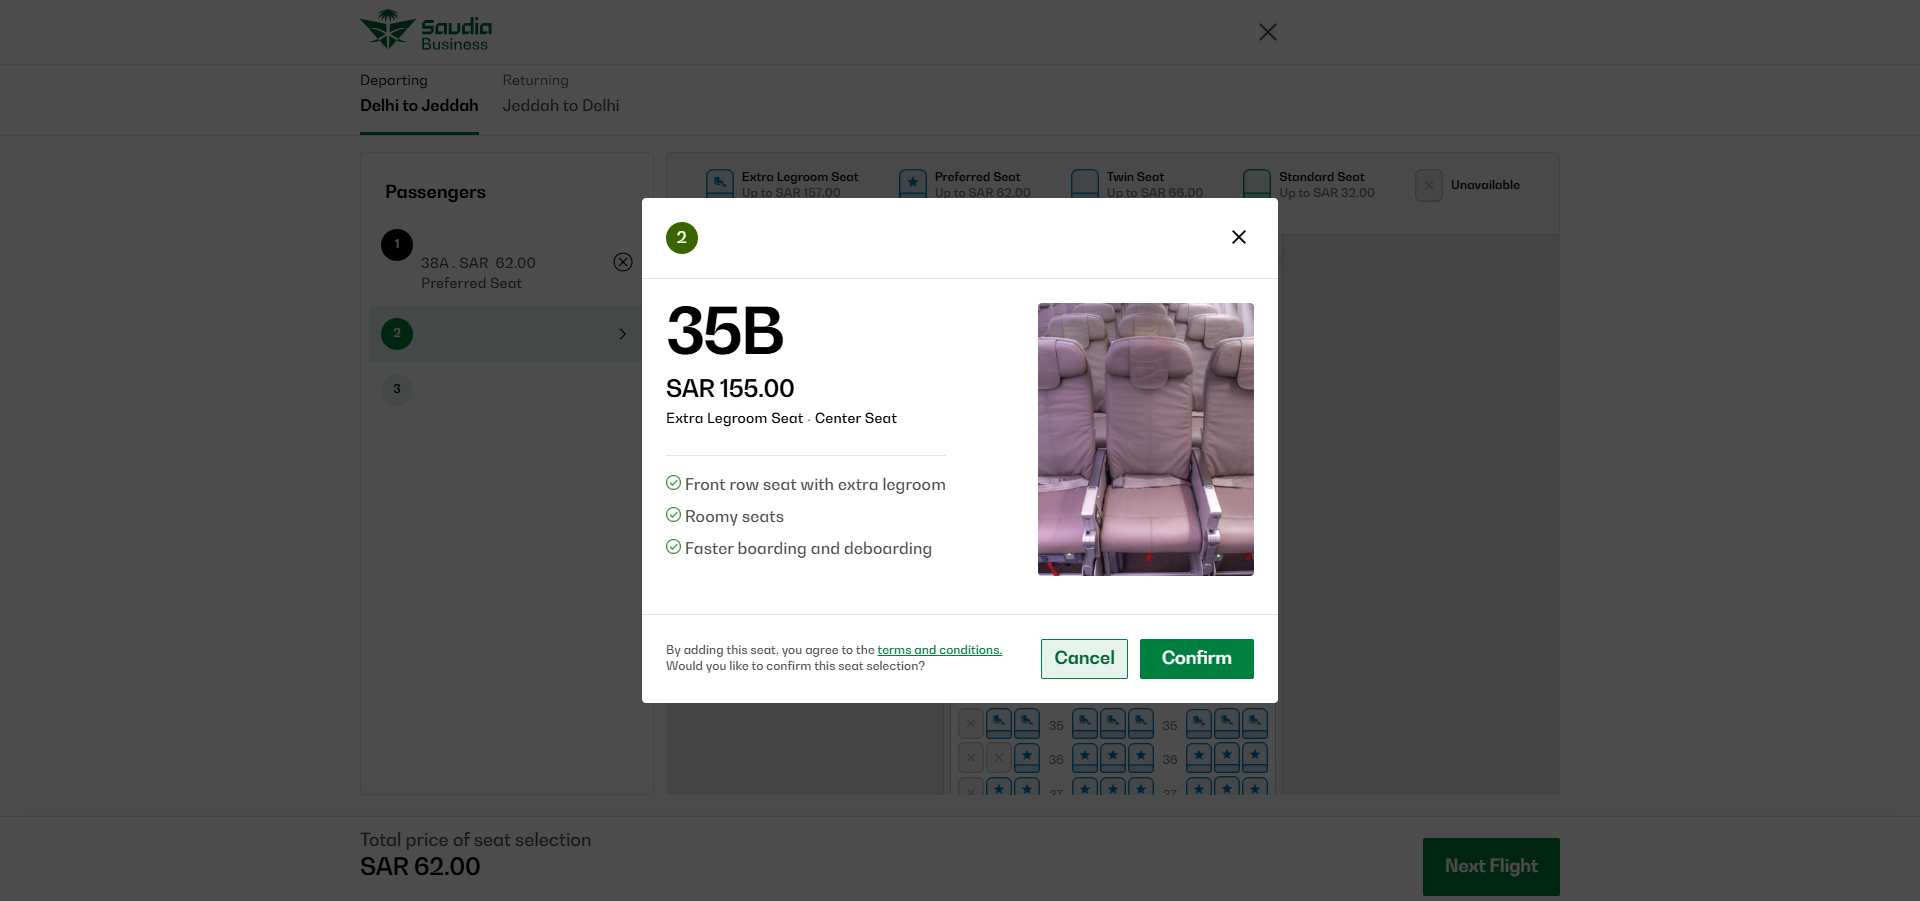 Saudia
Business
Departing
Delhi to Jeddah
Returning
Jeddah to Delhi
Passengers
1
38A . SAR 62.00
Preferred Seat
2
3
Extra Legroom Seat
Up to SAR 157.00
Preferred Seat
Up to SAR 62.00
Twin Seat
Up to SAR 66.00
Standard Seat
Up to SAR 32.00
Unavailable
2
35B
SAR 155.00
Extra Legroom Seat · Center Seat
Front row seat with extra legroom
Roomy seats
Faster boarding and deboarding
By adding this seat, you agree to the terms and conditions.
Would you like to confirm this seat selection?
Cancel
Confirm
35 35
36 36
37 37
Total price of seat selection
SAR 62.00
Next Flight